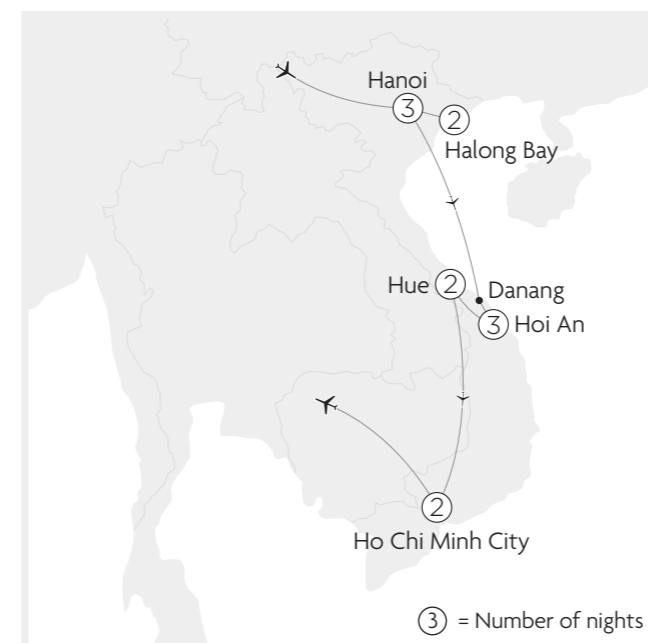 Hanoi
3
2
Halong Bay
Hue 2
Danang
3 Hoi An
2
Ho Chi Minh City
3 = Number of nights